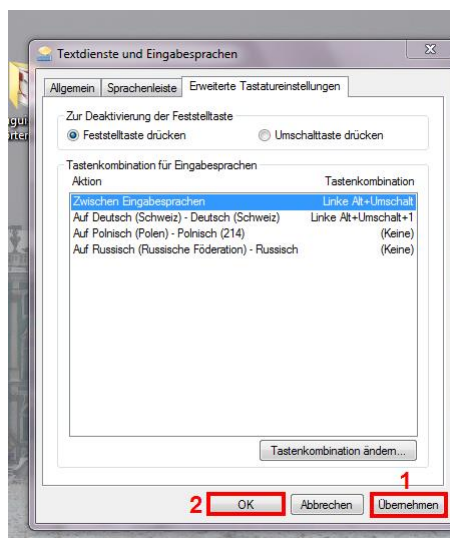 Textdienste und Eingabesprachen
Allgemein Sprachenleiste Erweiterte Tastatureinstellungen
Zur Deaktivierung der Feststelltaste
Feststelltaste drücken Umschalttaste drücken
Tastenkombination für Eingabesprachen
Aktion Tastenkombination
Zwischen Eingabesprachen Linke Alt+Umschalt
Auf Deutsch (Schweiz) - Deutsch (Schweiz) Linke Alt+Umschalt+1
Auf Polnisch (Polen) - Polnisch (214) (Keine)
Auf Russisch (Russische Föderation) - Russisch (Keine)
Tastenkombination ändern...
1
2 OK Abbrechen Übernehmen